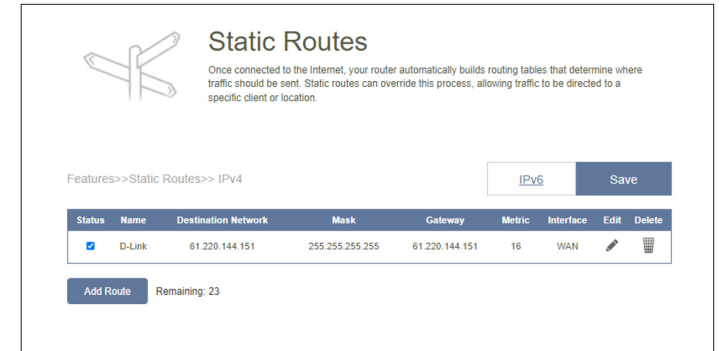 Static Routes
Once connected to the Internet, your router automatically builds routing tables that determine where
traffic should be sent. Static routes can override this process, allowing traffic to be directed to a
specific client or location.
Features>>Static Routes>> IPv4
IPv6
Save
Status Name Destination Network Mask Gateway Metric Interface Edit Delete
D-Link 61.220.144.151 255.255.255.255 61.220.144.151 16 WAN
Add Route Remaining: 23